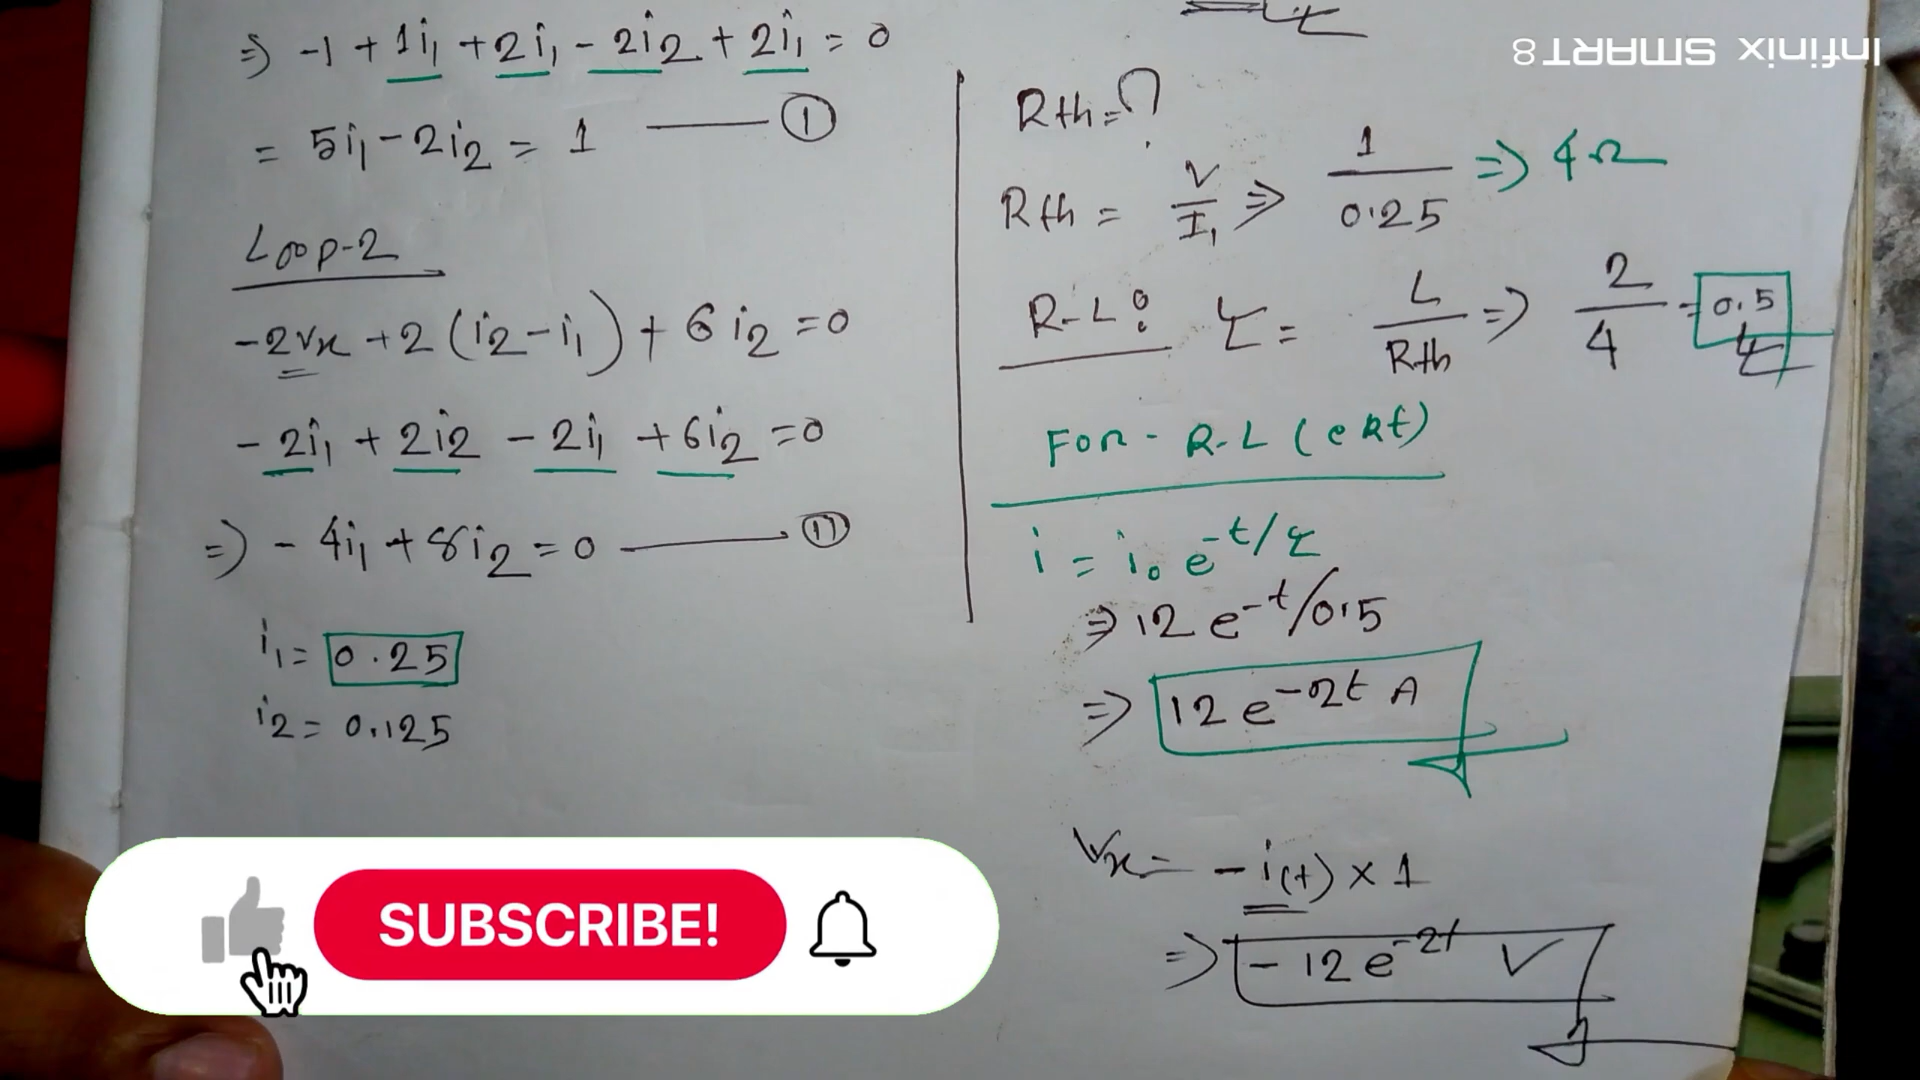 ⇒ -1 + 1i₁ + 2i₁ - 2i₂ + 2i₁ = 0
= 5i₁ - 2i₂ = 1 —— ①
Loop-2
-2Vx + 2 (i₂ - i₁) + 6i₂ = 0
- 2i₁ + 2i₂ - 2i₁ + 6i₂ = 0
⇒ - 4i₁ + 8i₂ = 0 —— ⑪
i₁ = 0.25
i₂ = 0.125
Infinix SMART 8
Rth = ?
Rth = V/I₁ ⇒ 1/0.25 ⇒ 4Ω
R-L: τ = L/Rth ⇒ 2/4 = 0.5
For - R-L (ckt)
i = i₀ e^-t/τ
⇒ 12 e^-t/0.5
⇒ 12 e^-2t A
Vx = - i(t) × 1
⇒ - 12 e^-2t V
SUBSCRIBE!